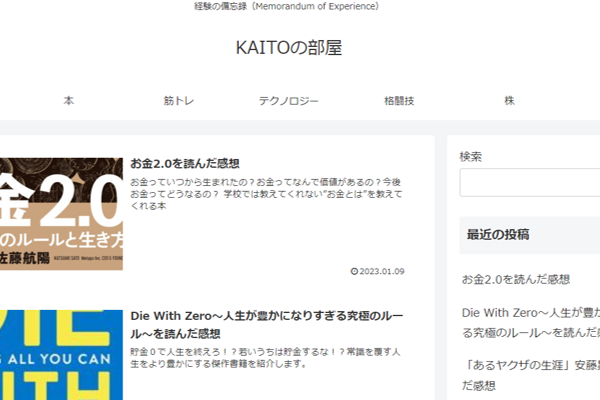 経験の備忘録（Memorandum of Experience）
KAITOの部屋
本 筋トレ テクノロジー 格闘技 株
金2.0
のルールと生き方
佐藤航陽
お金2.0を読んだ感想
お金っていつから生まれたの？お金ってなんで価値があるの？今後
お金ってどうなるの？ 学校では教えてくれない”お金とは”を教えて
くれる本
2023.01.09
DIE
S ALL YOU CAN
WITH
Die With Zero～人生が豊かになりすぎる究極のルー
ル～を読んだ感想
貯金０で人生を終えろ！？若いうちは貯金するな！？常識を覆す人
生をより豊かにする傑作書籍を紹介します。
検索
最近の投稿
お金2.0を読んだ感想
Die With Zero～人生が豊か
る究極のルール～を読んだ感
「あるヤクザの生涯」安藤
だ感想